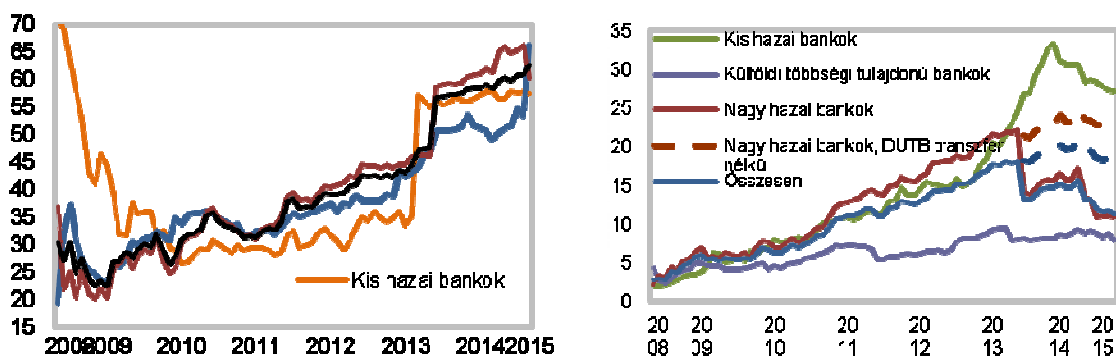 70
65
60
55
50
45
40
35
30
25
20
15
2008 2009 2010 2011 2012 2013 2014 2015
Kis hazai bankok
35
30
25
20
15
10
5
0
Kis hazai bankok
Külföldi többségi tulajdonú bankok
Nagy hazai bankok
Nagy hazai bankok, DUTB transzfer
nélkü
Összesen
20 20 20 20 20 20 20 20
08 09 10 11 12 13 14 15